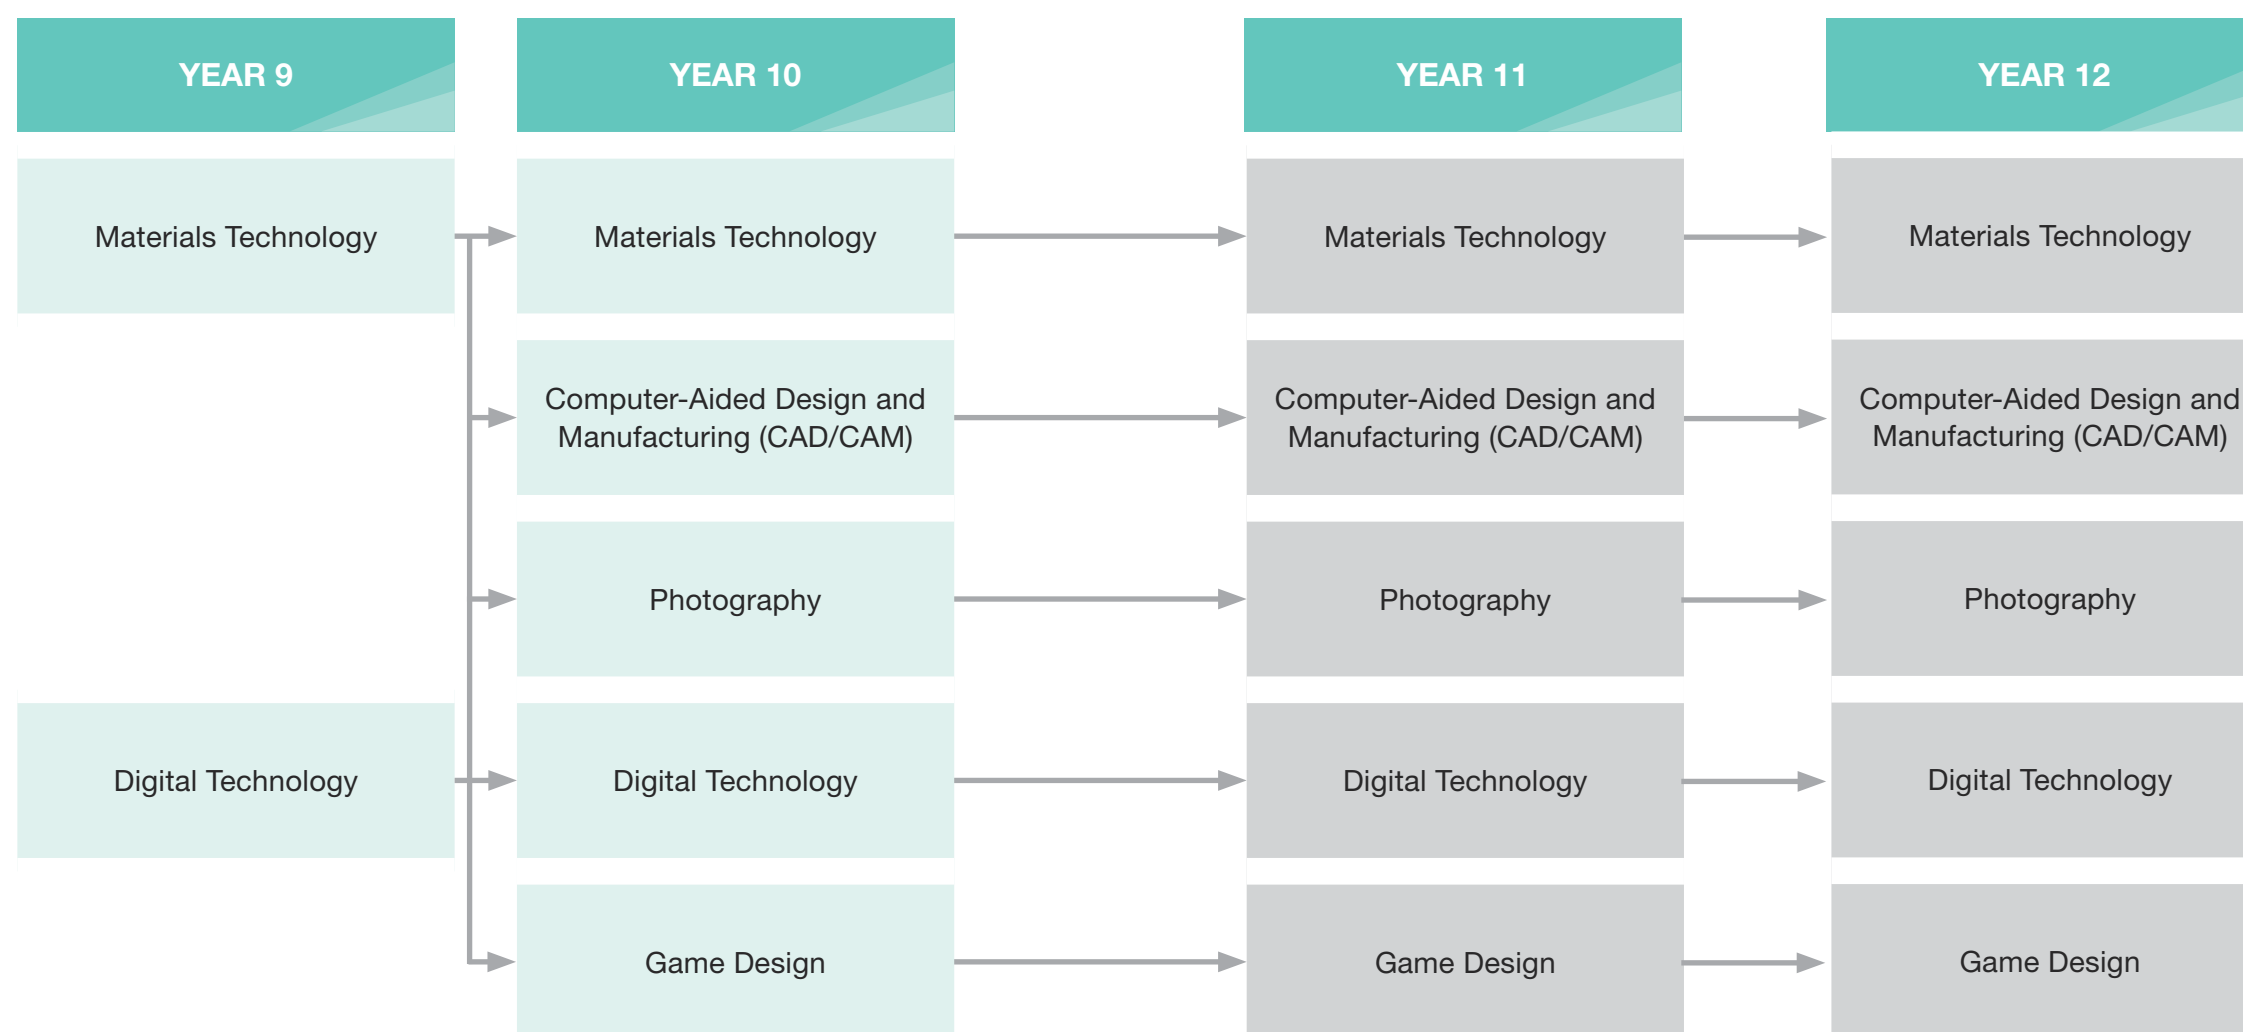 YEAR 9
YEAR 10
YEAR 11
YEAR 12
Materials Technology
Materials Technology
Materials Technology
Materials Technology
Computer-Aided Design and
Manufacturing (CAD/CAM)
Computer-Aided Design and
Manufacturing (CAD/CAM)
Computer-Aided Design and
Manufacturing (CAD/CAM)
Photography
Photography
Photography
Digital Technology
Digital Technology
Digital Technology
Digital Technology
Game Design
Game Design
Game Design